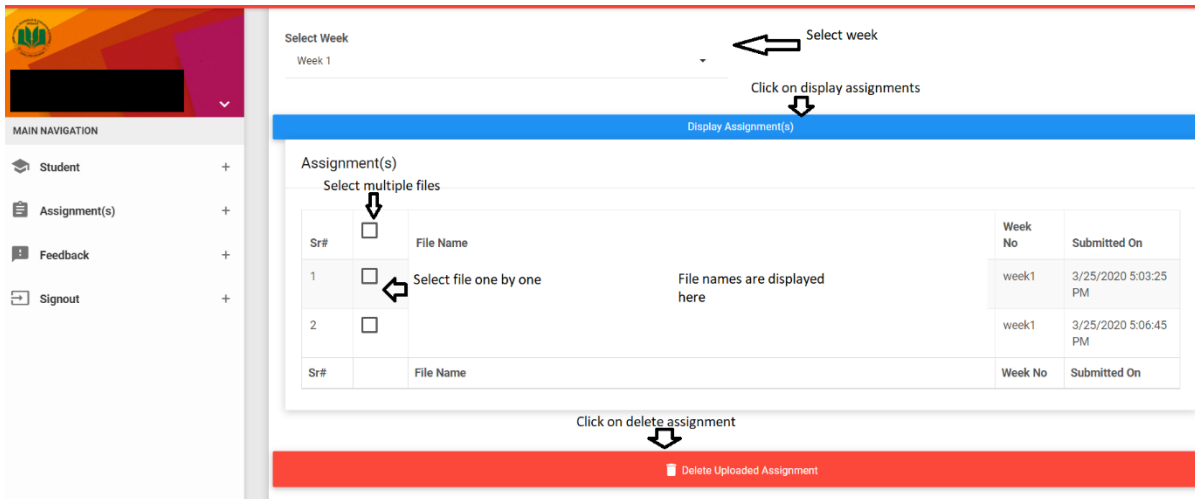 Select Week
Select week
Week 1
Click on display assignments
Display Assignment(s)
MAIN NAVIGATION
Student
Assignment(s)
Feedback
Signout
Assignment(s)
Select multiple files
Sr#
File Name
Week
No
Submitted On
1
Select file one by one
File names are displayed
here
week1
3/25/2020 5:03:25
PM
2
week1
3/25/2020 5:06:45
PM
Sr#
File Name
Week No
Submitted On
Click on delete assignment
Delete Uploaded Assignment